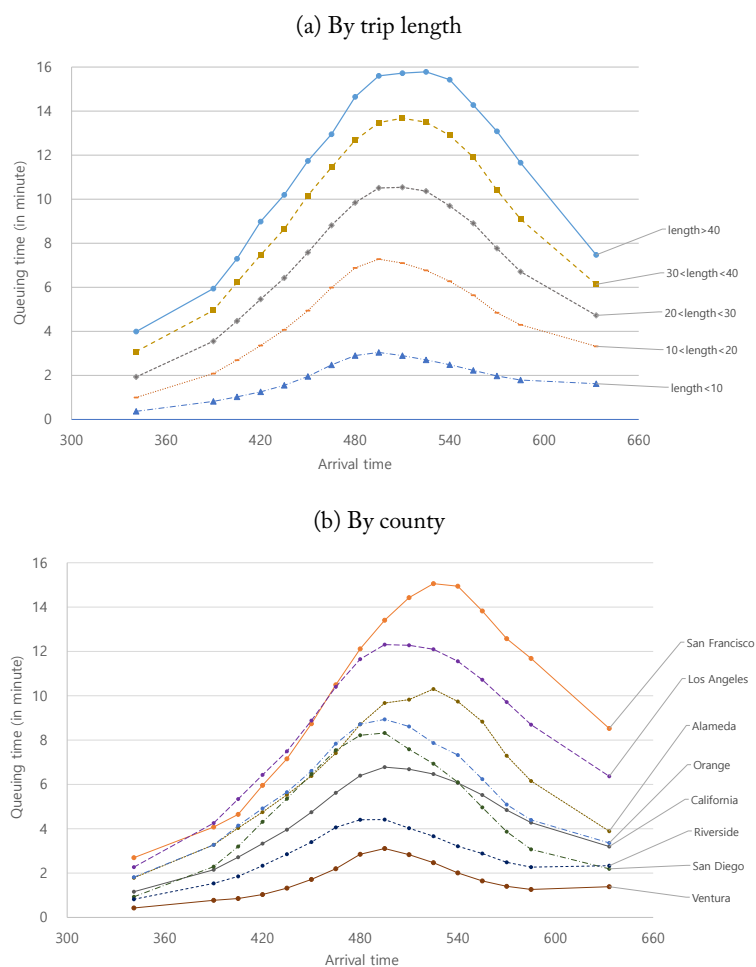 (a) By trip length
16
14
12
10
8
6
4
2
0
Queuing time (in minute)
300 360 420 480 540 600 660
Arrival time
length>40
30<length<40
20<length<30
10<length<20
length<10
(b) By county
16
14
12
10
8
6
4
2
0
Queuing time (in minute)
300 360 420 480 540 600 660
Arrival time
San Francisco
Los Angeles
Alameda
Orange
California
Riverside
San Diego
Ventura